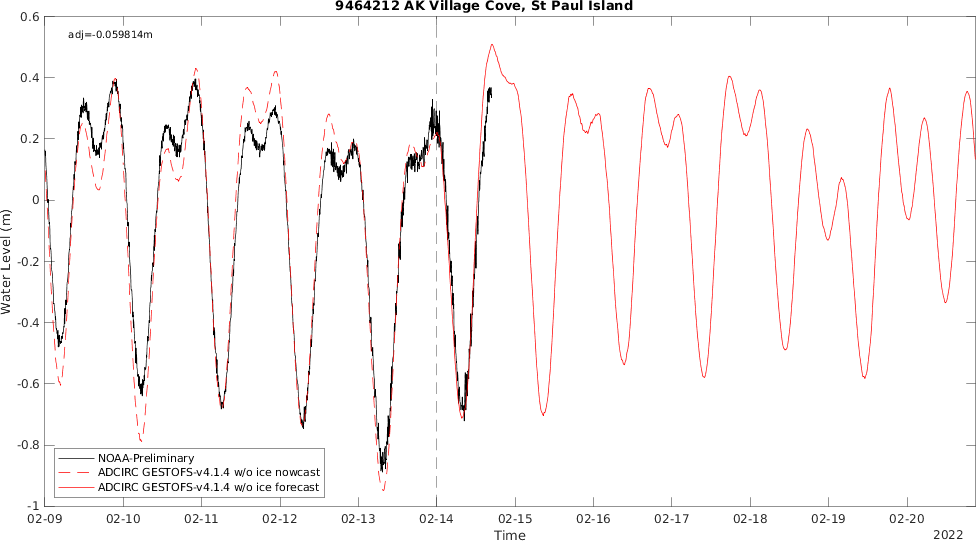 9464212 AK Village Cove, St Paul Island
adj=-0.059814m
0.6
0.4
0.2
0
-0.2
-0.4
-0.6
-0.8
-1
Water Level (m)
NOAA-Preliminary
ADCIRC GESTOFS-v4.1.4 w/o ice nowcast
ADCIRC GESTOFS-v4.1.4 w/o ice forecast
02-09 02-10 02-11 02-12 02-13 02-14 02-15 02-16 02-17 02-18 02-19 02-20
Time
2022